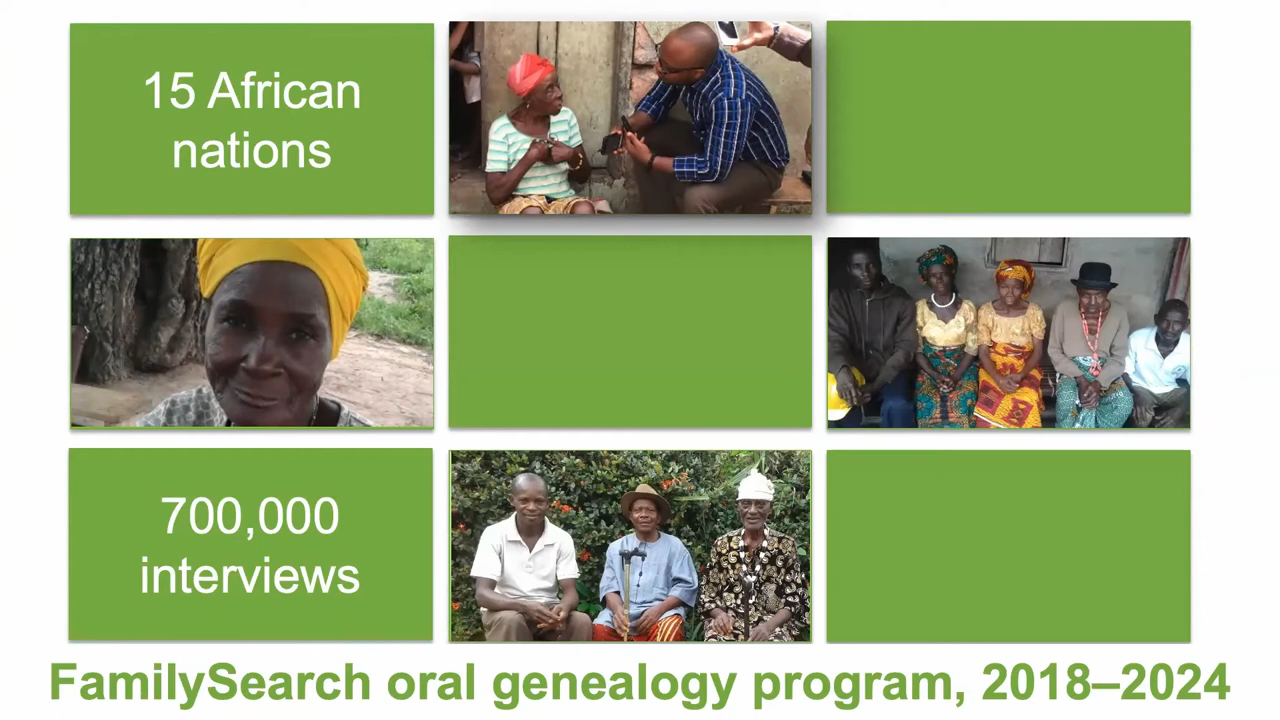 15 African
nations
700,000
interviews
FamilySearch oral genealogy program, 2018–2024